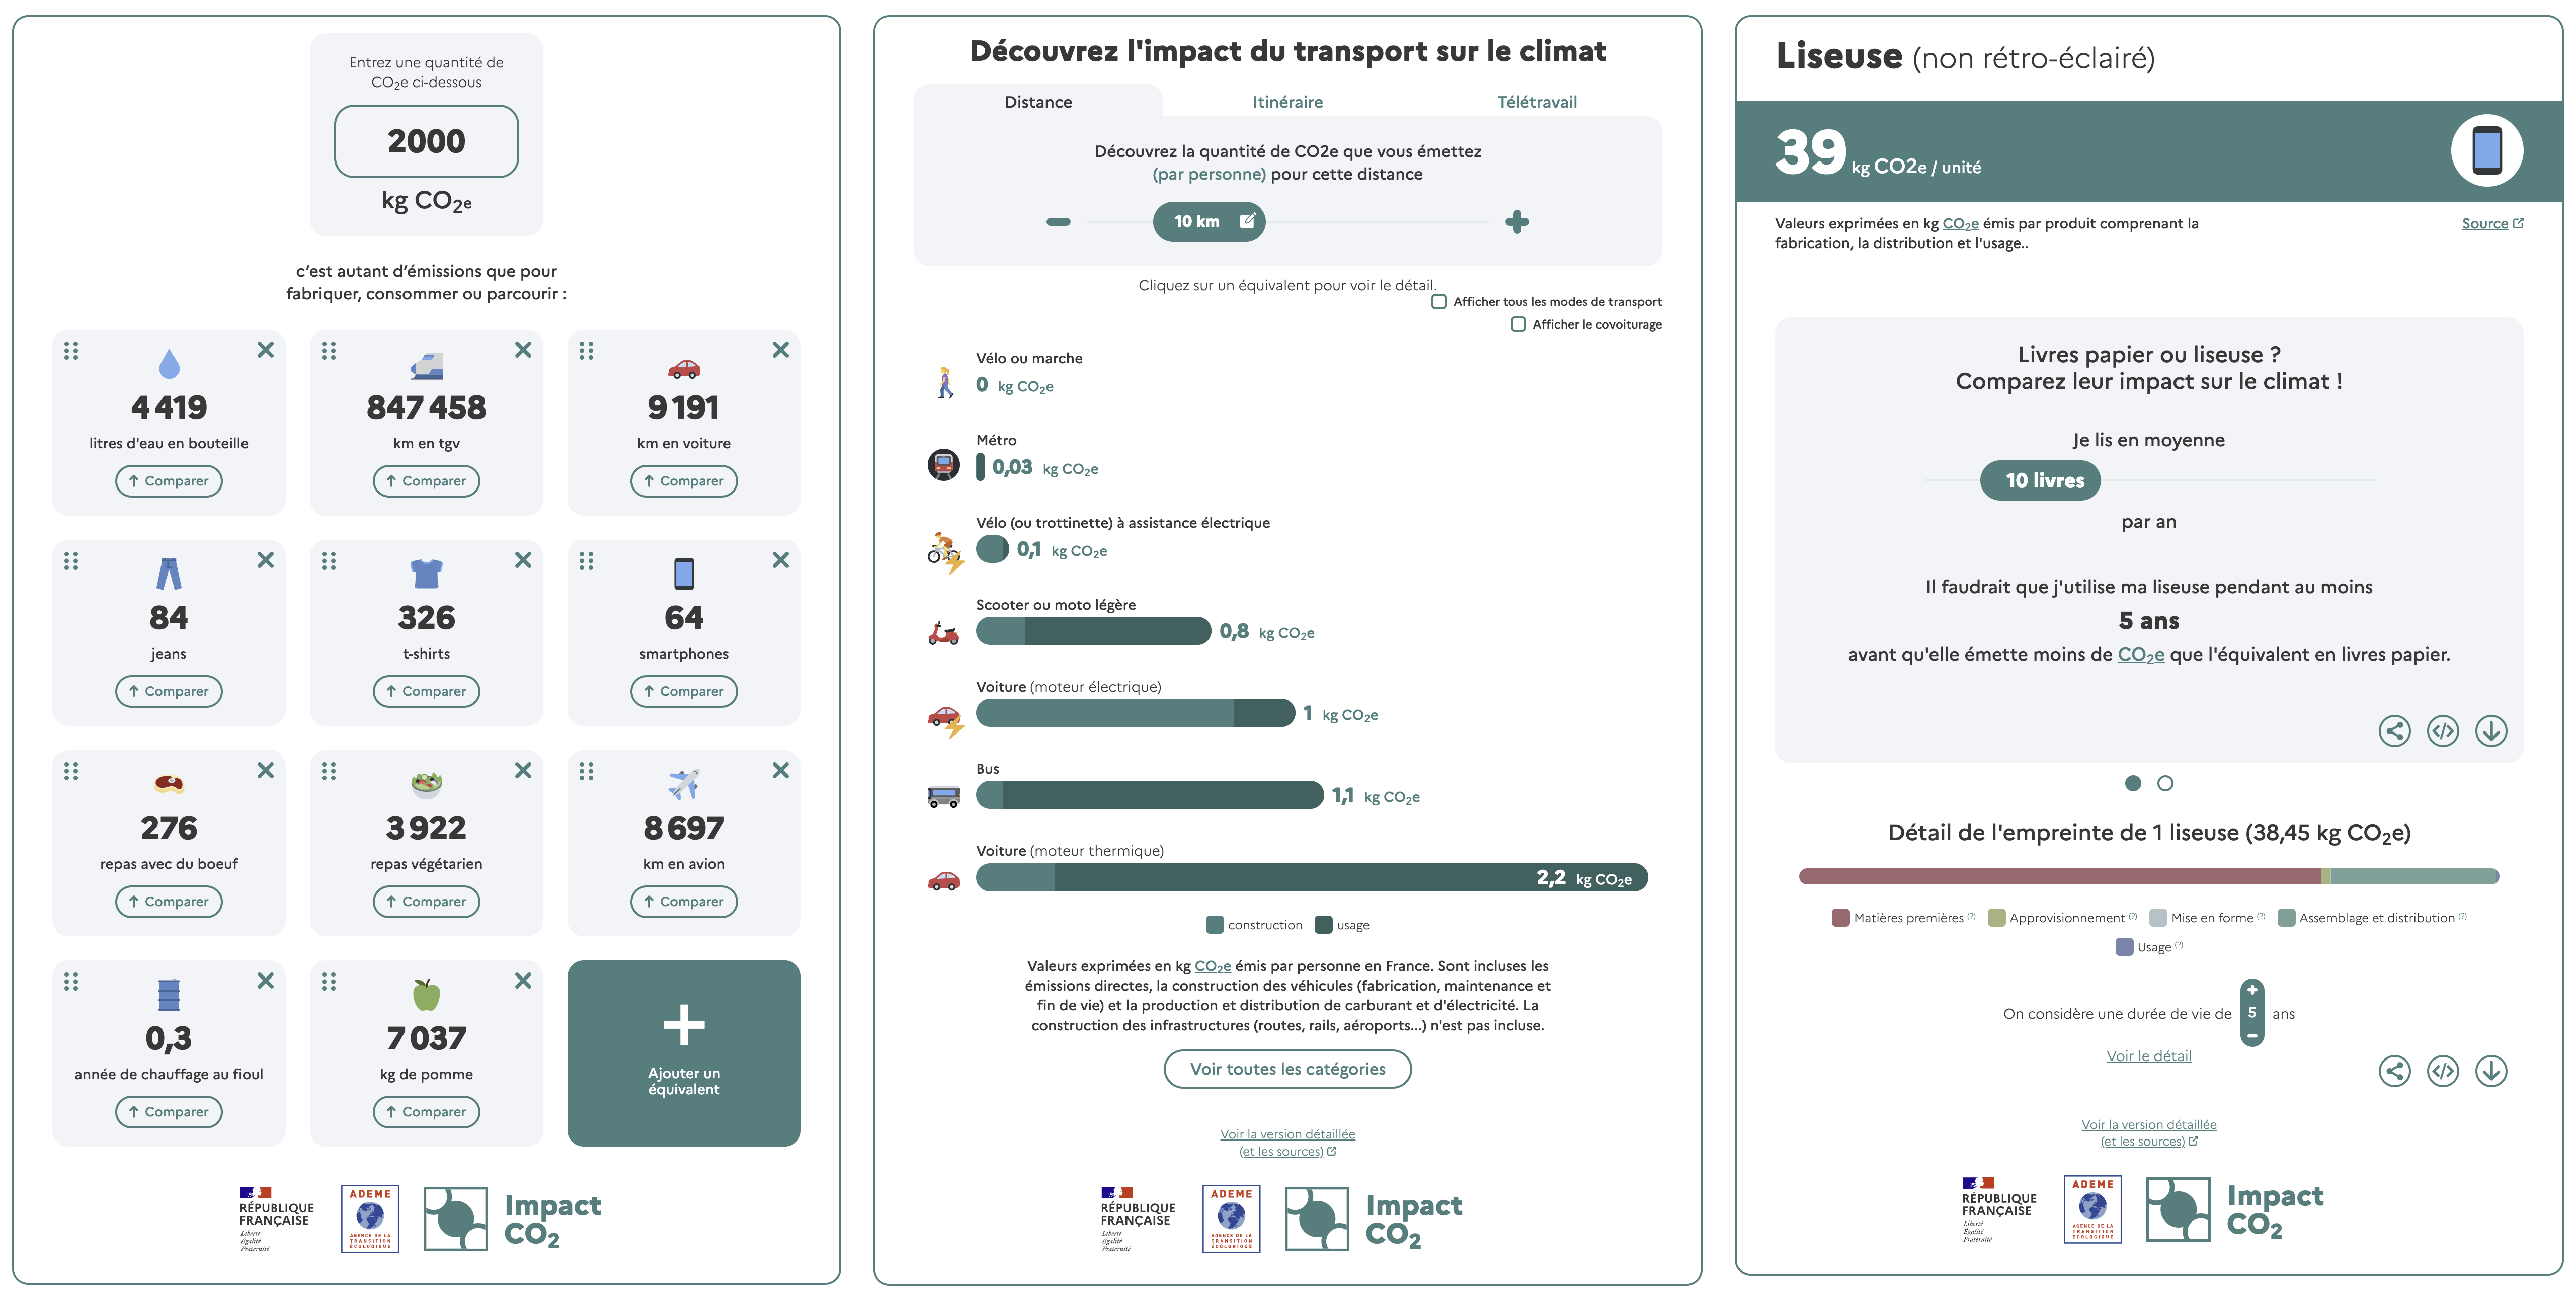 Entrez une quantité de
CO₂e ci-dessous
2000
kg CO₂e
c’est autant d’émissions que pour
fabriquer, consommer ou parcourir :
4 419
litres d'eau en bouteille
↑ Comparer
847 458
km en tgv
↑ Comparer
9 191
km en voiture
↑ Comparer
84
jeans
↑ Comparer
326
t-shirts
↑ Comparer
64
smartphones
↑ Comparer
276
repas avec du boeuf
↑ Comparer
3 922
repas végétarien
↑ Comparer
8 697
km en avion
↑ Comparer
0,3
année de chauffage au fioul
↑ Comparer
7 037
kg de pomme
↑ Comparer
Ajouter un
équivalent
RÉPUBLIQUE
FRANÇAISE
Liberté
Égalité
Fraternité
ADEME
AGENCE DE LA
TRANSITION
ÉCOLOGIQUE
Impact
CO₂
Découvrez l'impact du transport sur le climat
Distance
Itinéraire
Télétravail
Découvrez la quantité de CO2e que vous émettez
(par personne) pour cette distance
10 km
Cliquez sur un équivalent pour voir le détail.
Afficher tous les modes de transport
Afficher le covoiturage
Vélo ou marche
0 kg CO₂e
Métro
0,03 kg CO₂e
Vélo (ou trottinette) à assistance électrique
0,1 kg CO₂e
Scooter ou moto légère
0,8 kg CO₂e
Voiture (moteur électrique)
1 kg CO₂e
Bus
1,1 kg CO₂e
Voiture (moteur thermique)
2,2 kg CO₂e
construction usage
Valeurs exprimées en kg CO₂e émis par personne en France. Sont incluses les
émissions directes, la construction des véhicules (fabrication, maintenance et
fin de vie) et la production et distribution de carburant et d'électricité. La
construction des infrastructures (routes, rails, aéroports...) n'est pas incluse.
Voir toutes les catégories
Voir la version détaillée
(et les sources)
RÉPUBLIQUE
FRANÇAISE
Liberté
Égalité
Fraternité
ADEME
AGENCE DE LA
TRANSITION
ÉCOLOGIQUE
Impact
CO₂
Liseuse (non rétro-éclairé)
39 kg CO2e / unité
Valeurs exprimées en kg CO₂e émis par produit comprenant la
fabrication, la distribution et l'usage..
Source
Livres papier ou liseuse ?
Comparez leur impact sur le climat !
Je lis en moyenne
10 livres
par an
Il faudrait que j'utilise ma liseuse pendant au moins
5 ans
avant qu'elle émette moins de CO₂e que l'équivalent en livres papier.
Détail de l'empreinte de 1 liseuse (38,45 kg CO₂e)
Matières premières (?) Approvisionnement (?) Mise en forme (?) Assemblage et distribution (?)
Usage (?)
On considère une durée de vie de 5 ans
Voir le détail
Voir la version détaillée
(et les sources)
RÉPUBLIQUE
FRANÇAISE
Liberté
Égalité
Fraternité
ADEME
AGENCE DE LA
TRANSITION
ÉCOLOGIQUE
Impact
CO₂